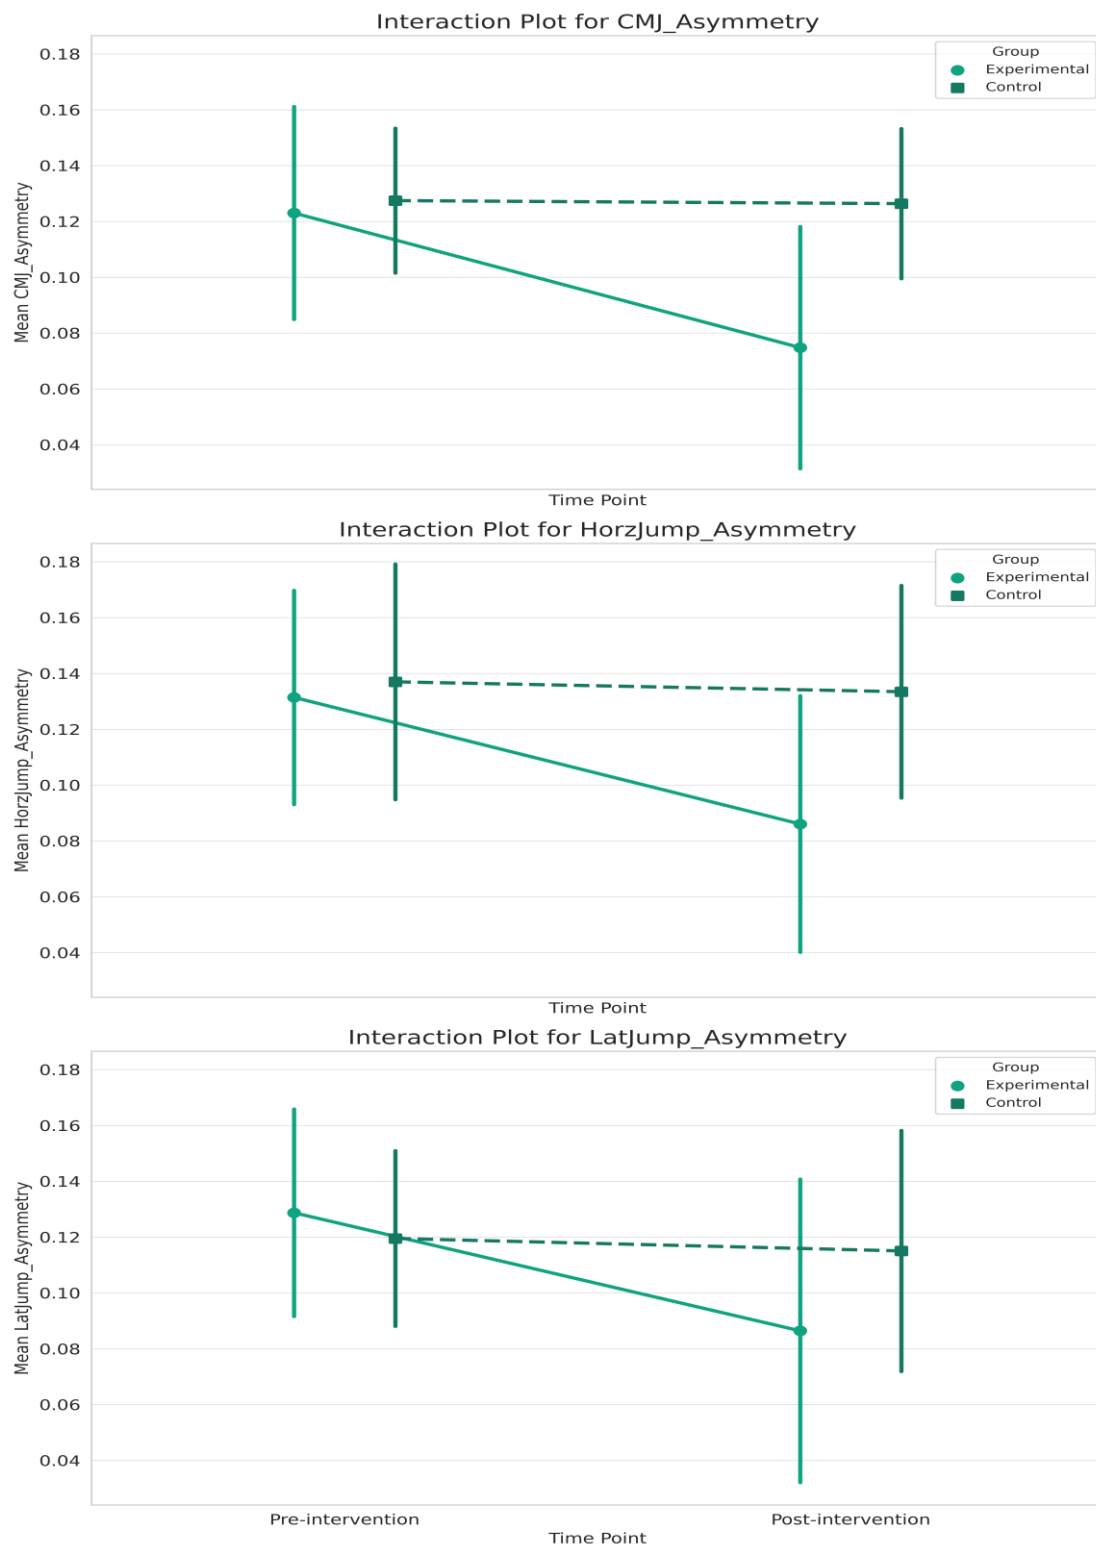 Interaction Plot for CMJ_Asymmetry
Group
Experimental
Control
Mean CMJ_Asymmetry
0.18
0.16
0.14
0.12
0.10
0.08
0.06
0.04
Time Point
Interaction Plot for HorzJump_Asymmetry
Group
Experimental
Control
Mean HorzJump_Asymmetry
0.18
0.16
0.14
0.12
0.10
0.08
0.06
0.04
Time Point
Interaction Plot for LatJump_Asymmetry
Group
Experimental
Control
Mean LatJump_Asymmetry
0.18
0.16
0.14
0.12
0.10
0.08
0.06
0.04
Pre-intervention
Post-intervention
Time Point